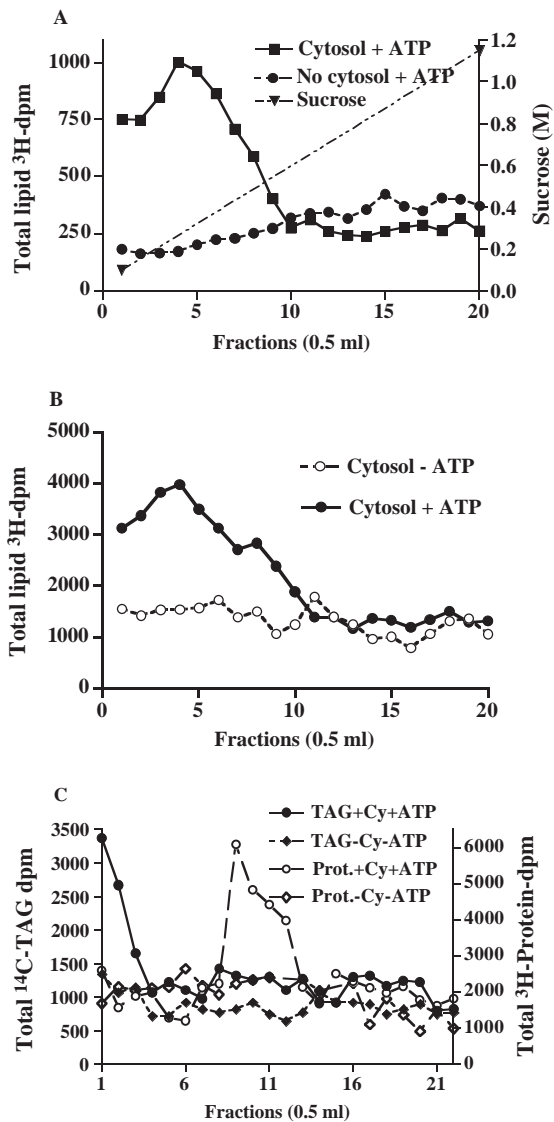 A
Cytosol + ATP
No cytosol + ATP
Sucrose
Total lipid ³H-dpm
1000
750
500
250
0
1.2
1.0
0.8
0.6
0.4
0.2
0.0
Sucrose (M)
0 5 10 15 20
Fractions (0.5 ml)
B
Cytosol - ATP
Cytosol + ATP
Total lipid ³H-dpm
5000
4000
3000
2000
1000
0
0 5 10 15 20
Fractions (0.5 ml)
C
TAG+Cy+ATP
TAG-Cy-ATP
Prot.+Cy+ATP
Prot.-Cy-ATP
Total ¹⁴C-TAG dpm
3500
3000
2500
2000
1500
1000
500
0
6000
5000
4000
3000
2000
1000
0
Total ³H-Protein-dpm
1 6 11 16 21
Fractions (0.5 ml)